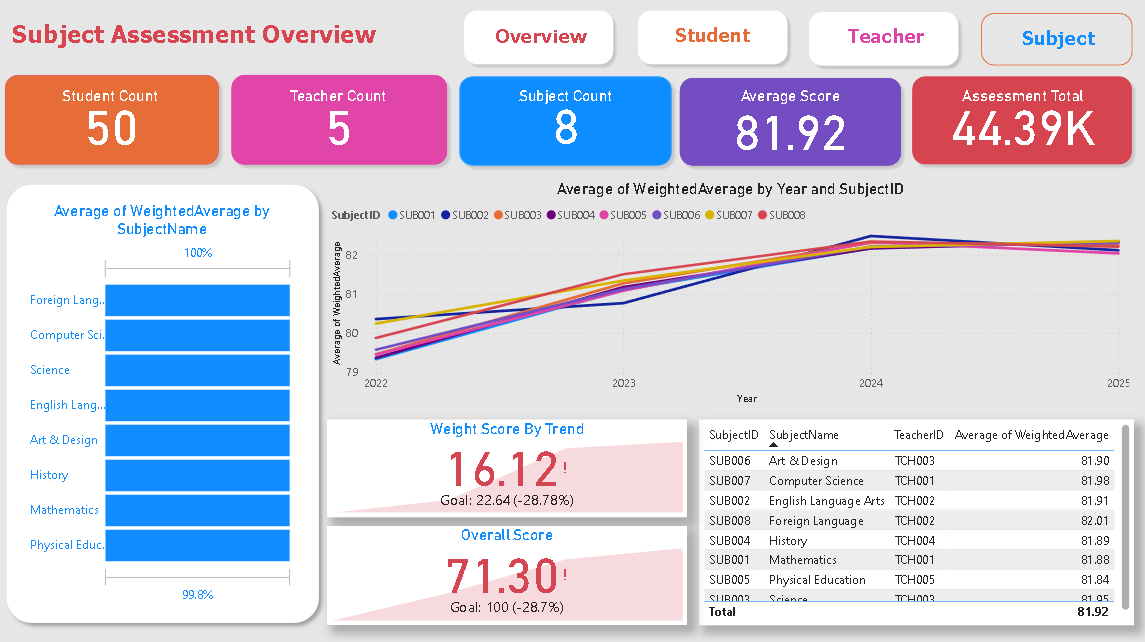 Subject Assessment Overview
Overview
Student
Teacher
Subject
Student Count
50
Teacher Count
5
Subject Count
8
Average Score
81.92
Assessment Total
44.39K
Average of WeightedAverage by
SubjectName
100%
Foreign Lang...
Computer Sci...
Science
English Lang...
Art & Design
History
Mathematics
Physical Educ...
99.8%
Average of WeightedAverage by Year and SubjectID
SubjectID SUB001 SUB002 SUB003 SUB004 SUB005 SUB006 SUB007 SUB008
Average of WeightedAverage
82
81
80
79
2022 2023 2024 2025
Year
Weight Score By Trend
16.12!
Goal: 22.64 (-28.78%)
Overall Score
71.30!
Goal: 100 (-28.7%)
SubjectID SubjectName TeacherID Average of WeightedAverage
SUB006 Art & Design TCH003 81.90
SUB007 Computer Science TCH001 81.98
SUB002 English Language Arts TCH002 81.91
SUB008 Foreign Language TCH002 82.01
SUB004 History TCH004 81.89
SUB001 Mathematics TCH001 81.88
SUB005 Physical Education TCH005 81.84
SUB003 Science TCH003 81.95
Total 81.92